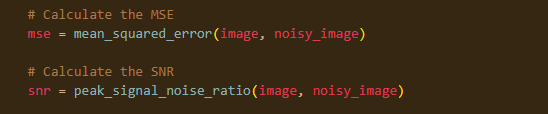 # Calculate the MSE
mse = mean_squared_error(image, noisy_image)
# Calculate the SNR
snr = peak_signal_noise_ratio(image, noisy_image)